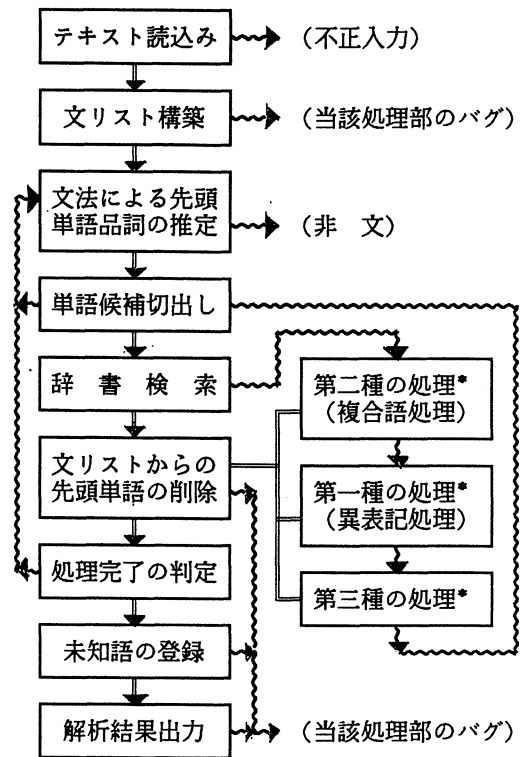 テキスト読込み
(不正入力)
文リスト構築
(当該処理部のバグ)
文法による先頭
単語品詞の推定
(非 文)
単語候補切出し
辞 書 検 索
第二種の処理*
(複合語処理)
文リストからの
先頭単語の削除
第一種の処理*
(異表記処理)
処理完了の判定
第三種の処理*
未知語の登録
解析結果出力
(当該処理部のバグ)